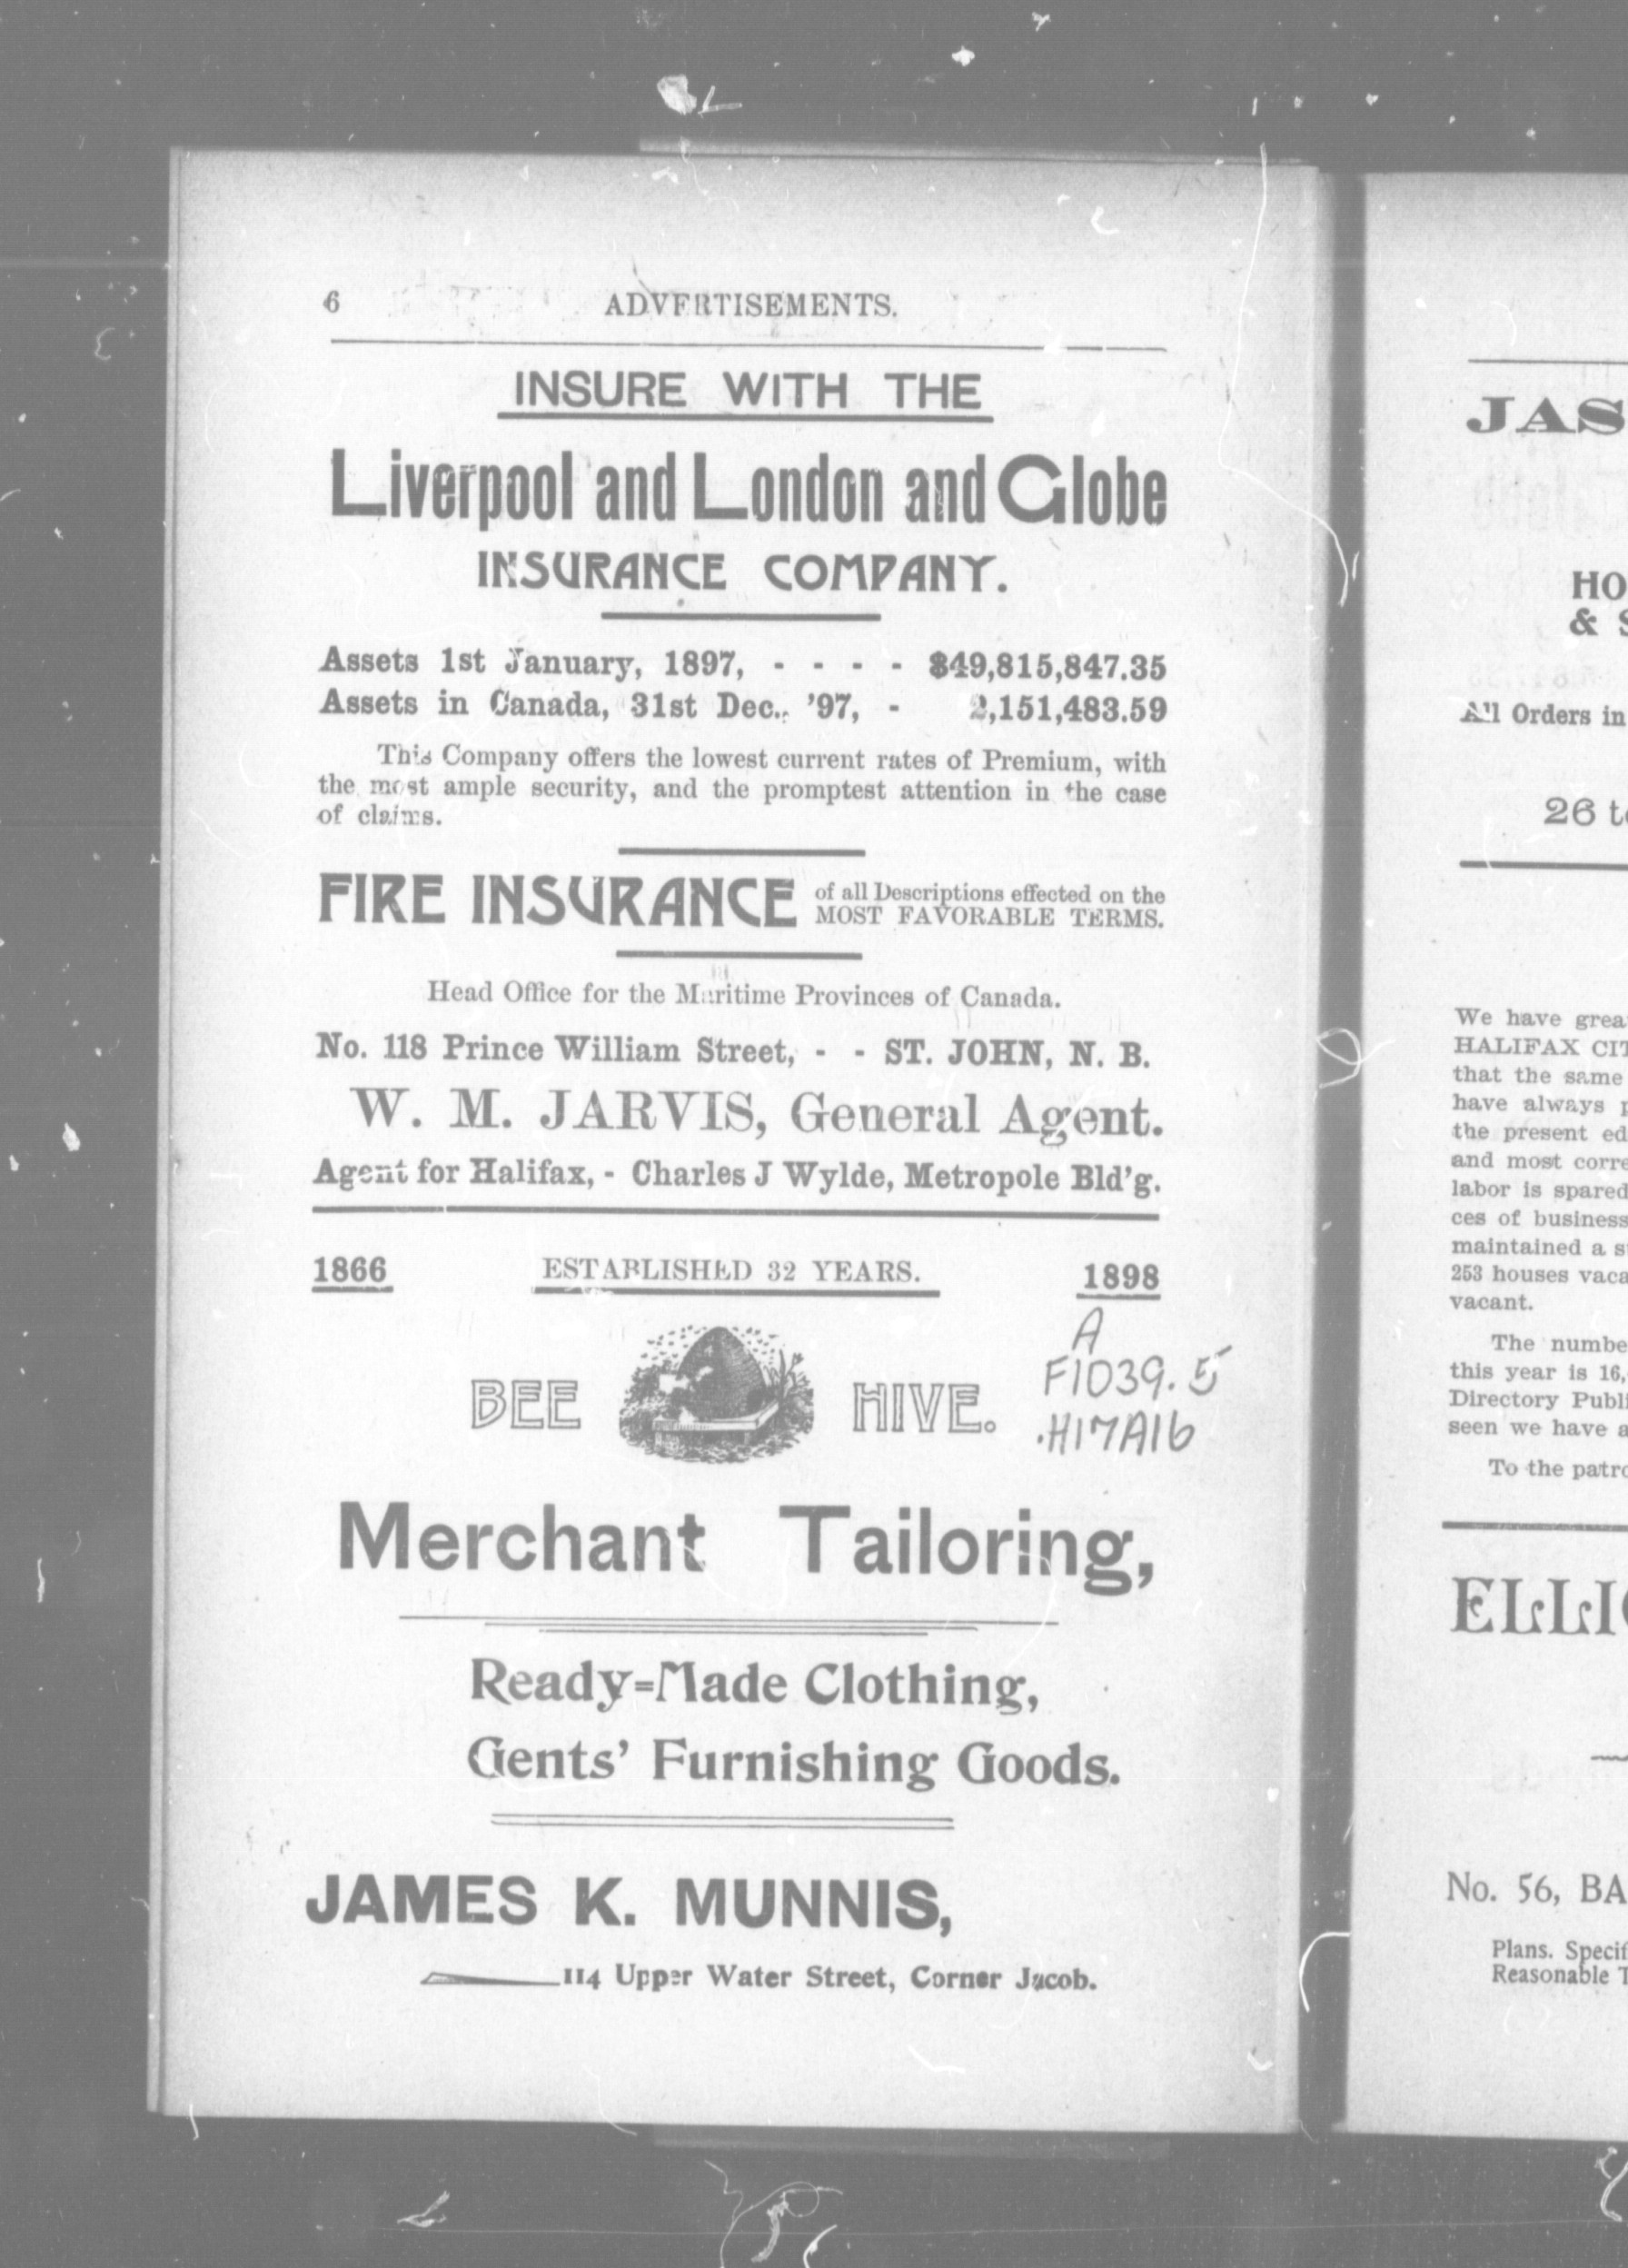 6 ADVERTISEMENTS.
INSURE WITH THE
Liverpool and London and Globe
INSURANCE COMPANY.
Assets 1st January, 1897, - - - - $49,815,847.35
Assets in Canada, 31st Dec., '97, - 2,151,483.59
This Company offers the lowest current rates of Premium, with
the most ample security, and the promptest attention in the case
of claims.
FIRE INSURANCE of all Descriptions effected on the
MOST FAVORABLE TERMS.
Head Office for the Maritime Provinces of Canada.
No. 118 Prince William Street, - - ST. JOHN, N. B.
W. M. JARVIS, General Agent.
Agent for Halifax, - Charles J Wylde, Metropole Bld'g.
1866 ESTABLISHED 32 YEARS. 1898
BEE HIVE.
A
F1039.5
.H17A16
Merchant Tailoring,
Ready=Made Clothing,
Gents' Furnishing Goods.
JAMES K. MUNNIS,
114 Upper Water Street, Corner Jacob.
JAS
HO
& S
All Orders in
26 to
We have grea
HALIFAX CIT
that the same
have always p
the present ed
and most corre
labor is spared
ces of business
maintained a s
253 houses vaca
vacant.
The numbe
this year is 16,
Directory Publi
seen we have a
To the patro
ELLIO
No. 56, BA
Plans. Specif
Reasonable T